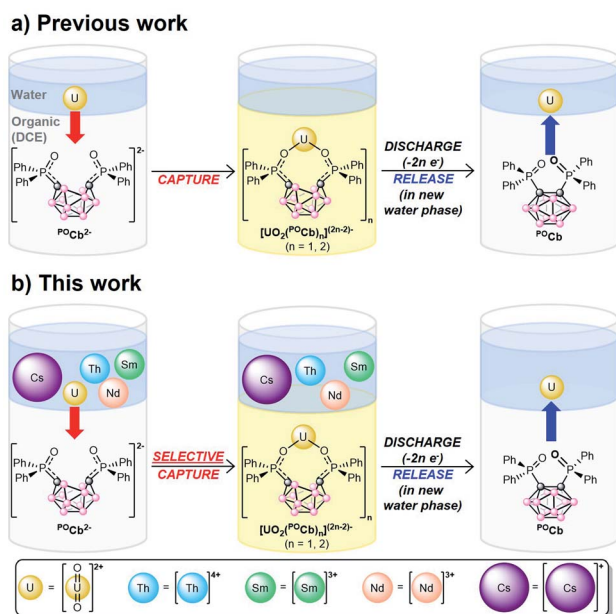 a) Previous work
Water
Organic
(DCE)
U
2-
O
O
Ph
P
Ph
Ph
P
Ph
POCb2-
CAPTURE
U
O
O
Ph
P
Ph
Ph
P
Ph
n
[UO2(POCb)n](2n-2)-
(n = 1, 2)
DISCHARGE
(-2n e-)
RELEASE
(in new
water phase)
U
O
O
Ph
P
Ph
Ph
P
Ph
POCb
b) This work
Cs
Th
Sm
U
Nd
2-
O
O
Ph
P
Ph
Ph
P
Ph
POCb2-
SELECTIVE
CAPTURE
Cs
Th
Sm
Nd
U
O
O
Ph
P
Ph
Ph
P
Ph
n
[UO2(POCb)n](2n-2)-
(n = 1, 2)
DISCHARGE
(-2n e-)
RELEASE
(in new
water phase)
U
O
O
Ph
P
Ph
Ph
P
Ph
POCb
U = [O U O]2+
Th = [Th]4+
Sm = [Sm]3+
Nd = [Nd]3+
Cs = [Cs]+